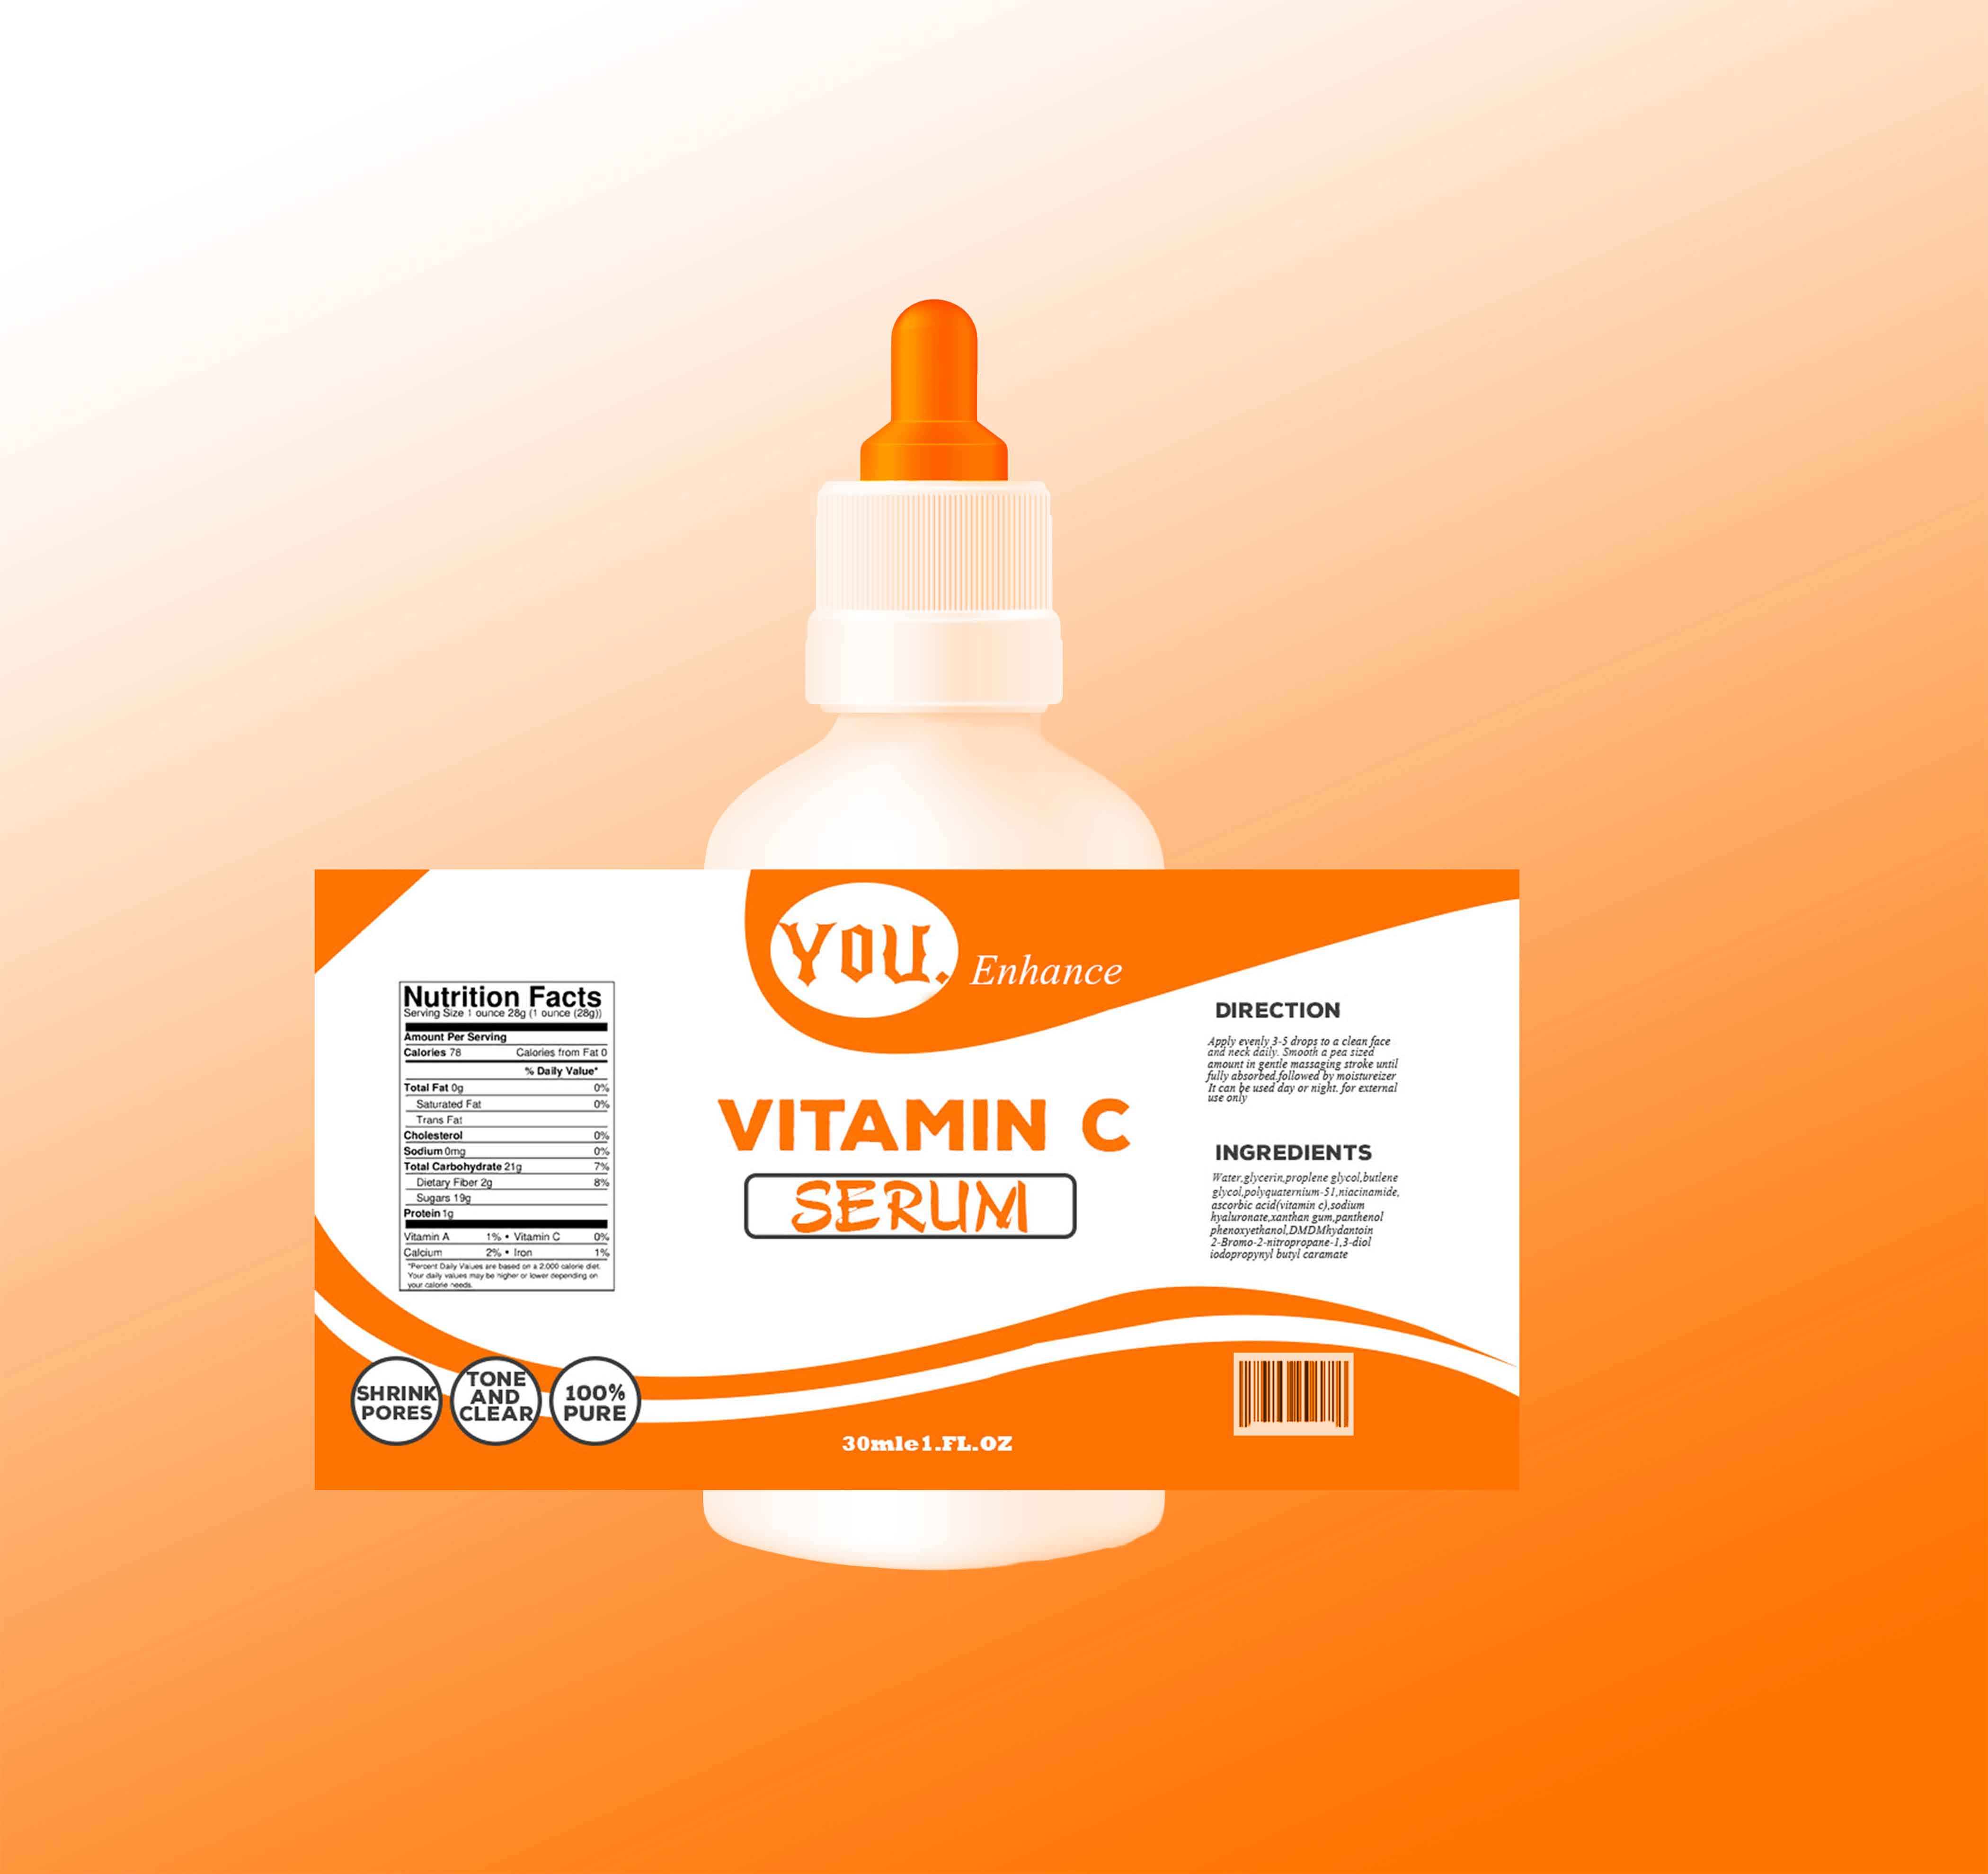 Nutrition Facts
Serving Size 1 ounce 28g (1 ounce (28g))
Amount Per Serving
Calories 78 Calories from Fat 0
% Daily Value*
Total Fat 0g 0%
Saturated Fat 0%
Trans Fat
Cholesterol 0%
Sodium 0mg 0%
Total Carbohydrate 21g 7%
Dietary Fiber 2g 8%
Sugars 19g
Protein 1g
Vitamin A 1% • Vitamin C 0%
Calcium 2% • Iron 1%
*Percent Daily Values are based on a 2,000 calorie diet.
Your daily values may be higher or lower depending on
your calorie needs.
SHRINK
PORES
TONE
AND
CLEAR
100%
PURE
YOU.
Enhance
VITAMIN C
SERUM
30mle1.FL.OZ
DIRECTION
Apply evenly 3-5 drops to a clean face
and neck daily. Smooth a pea sized
amount in gentle massaging stroke until
fully absorbed,followed by moistureizer
It can be used day or night. for external
use only
INGREDIENTS
Water,glycerin,proplene glycol,butlene
glycol,polyquaternium-51,niacinamide,
ascorbic acid(vitamin c),sodium
hyaluronate,xanthan gum,panthenol
phenoxyethanol,DMDMhydantoin
2-Bromo-2-nitropropane-1,3-diol
iodopropynyl butyl caramate